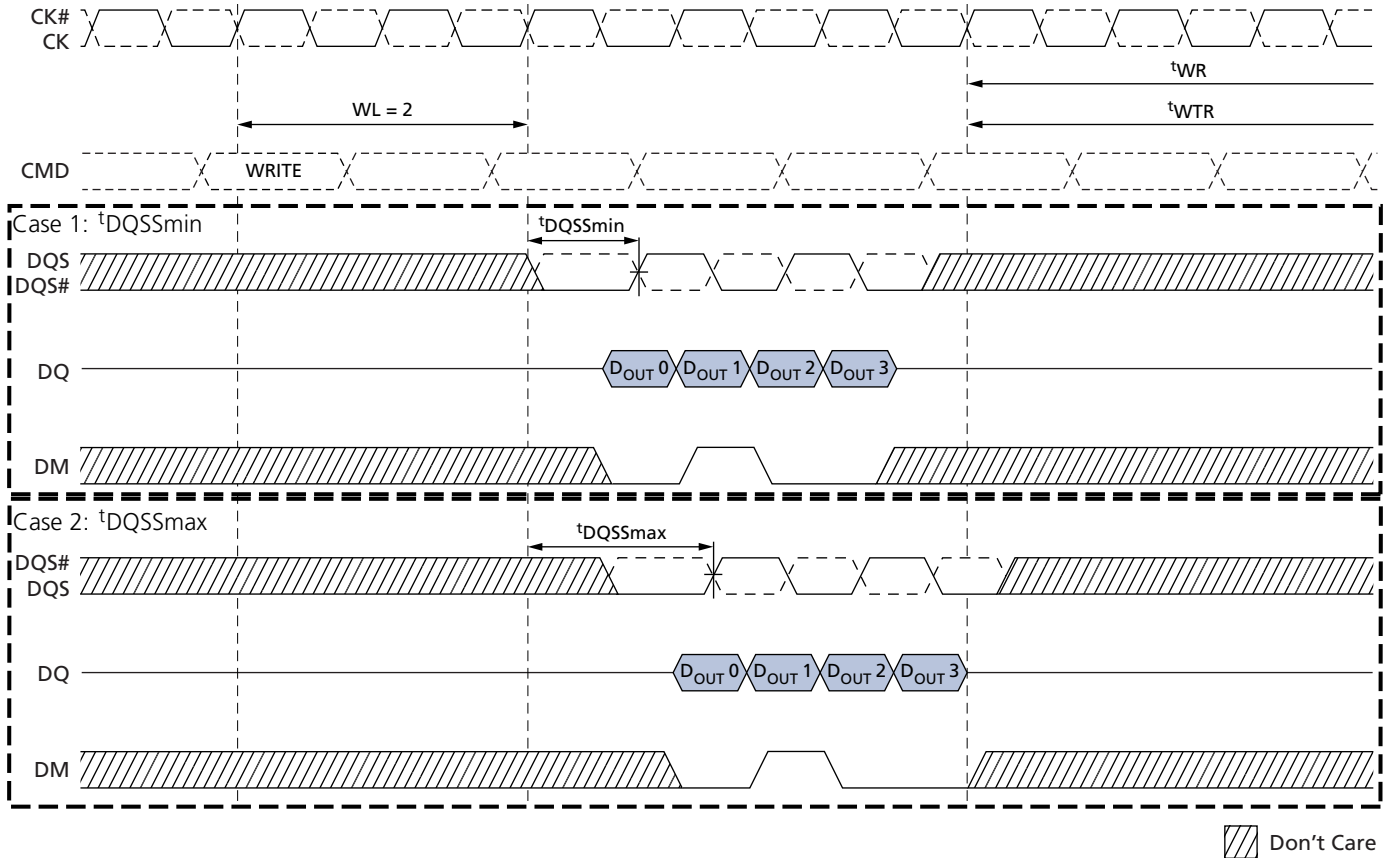 CK#
CK
tWR
WL = 2
tWTR
CMD
WRITE
Case 1: tDQSSmin
tDQSSmin
DQS
DQS#
DQ
DOUT 0 DOUT 1 DOUT 2 DOUT 3
DM
Case 2: tDQSSmax
tDQSSmax
DQS#
DQS
DQ
DOUT 0 DOUT 1 DOUT 2 DOUT 3
DM
Don't Care